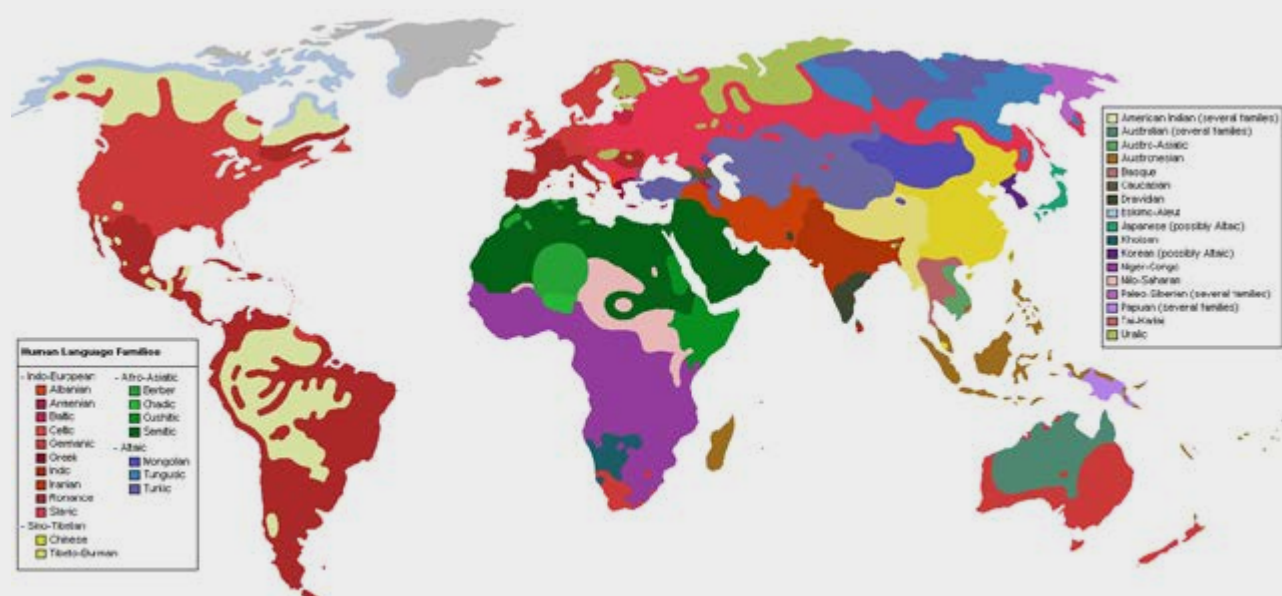 American Indian (several families)
Australian (several families)
Austro-Asiatic
Austronesian
Basque
Caucasian
Dravidian
Eskimo-Aleut
Japanese (possibly Altaic)
Khoisan
Korean (possibly Altaic)
Niger-Congo
Nilo-Saharan
Paleo-Siberian (several families)
Papuan (several families)
Tai-Kadai
Uralic
Human Language Families
- Indo-European
Albanian
Armenian
Baltic
Celtic
Germanic
Greek
Indic
Iranian
Romance
Slavic
- Sino-Tibetan
Chinese
Tibeto-Burman
- Afro-Asiatic
Berber
Chadic
Cushitic
Semitic
- Altaic
Mongolian
Tungusic
Turkic